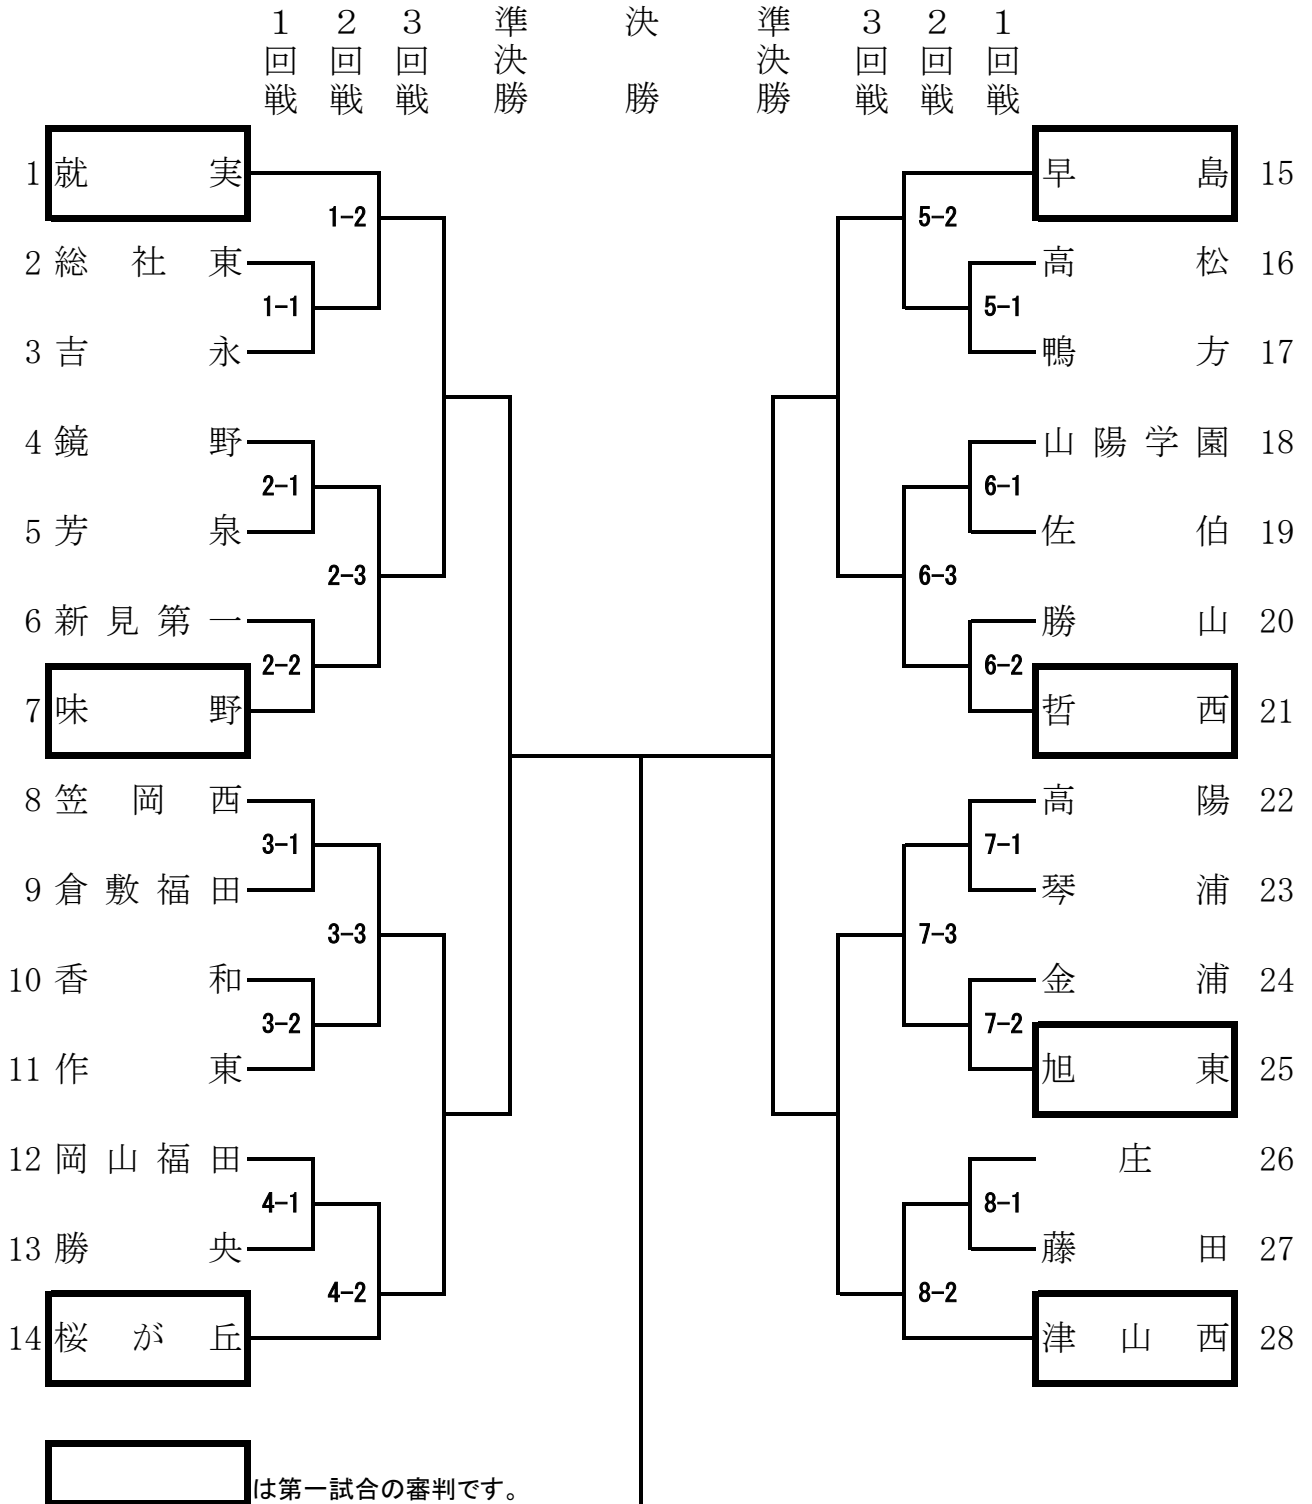 1回戦 2回戦 3回戦 準決勝 決勝 準決勝 3回戦 2回戦 1回戦
1 就実 早島 15
1-2 5-2
2 総社東 高松 16
1-1 5-1
3 吉永 鴨方 17
4 鏡野 山陽学園 18
2-1 6-1
5 芳泉 佐伯 19
2-3 6-3
6 新見第一 勝山 20
2-2 6-2
7 味野 哲西 21
8 笠岡西 高陽 22
3-1 7-1
9 倉敷福田 琴浦 23
3-3 7-3
10 香和 金浦 24
3-2 7-2
11 作東 旭東 25
12 岡山福田 庄 26
4-1 8-1
13 勝央 藤田 27
4-2 8-2
14 桜が丘 津山西 28
は第一試合の審判です。